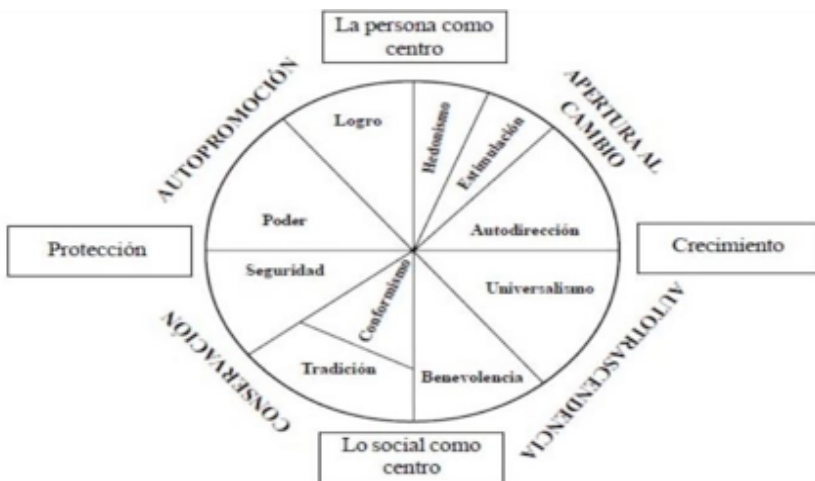 La persona como
centro
AUTOPROMOCIÓN
APERTURA AL
CAMBIO
Logro
Hedonismo
Estimulación
Poder
Autodirección
Protección
Crecimiento
Seguridad
Conformismo
Universalismo
CONSERVACIÓN
Tradición
Benevolencia
AUTOTRASCENDENCIA
Lo social como
centro